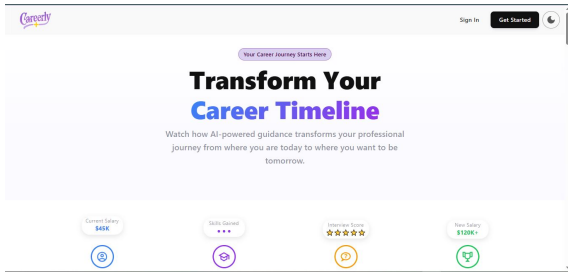 Careerly
Sign In
Get Started
Your Career Journey Starts Here
Transform Your
Career Timeline
Watch how AI-powered guidance transforms your professional
journey from where you are today to where you want to be
tomorrow.
Current Salary
$45K
Skills Gained
Interview Score
New Salary
$120K+